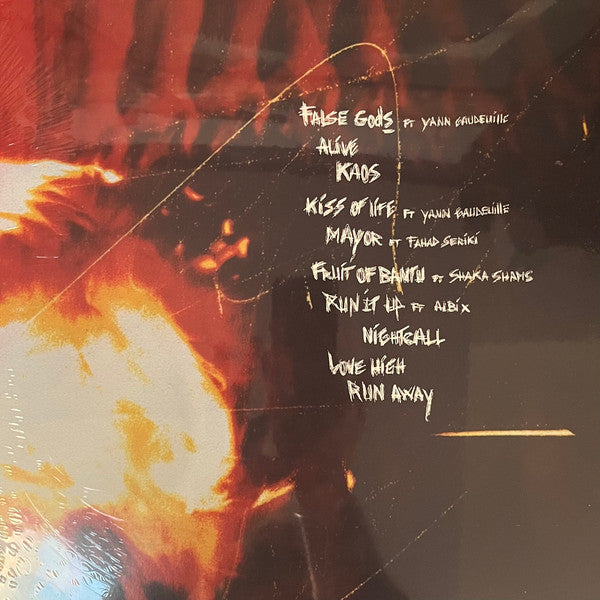 FALSE GODS FT YANN GAUDEUILLE
ALIVE
KAOS
KISS OF LIFE FT YANN GAUDEUILLE
MAYOR FT FAHAD SERIKI
FRUIT OF BANTU FT SHAKA SHAMS
RUN IT UP FT ALBIX
NIGHTCALL
LOVE HIGH
RUN AWAY